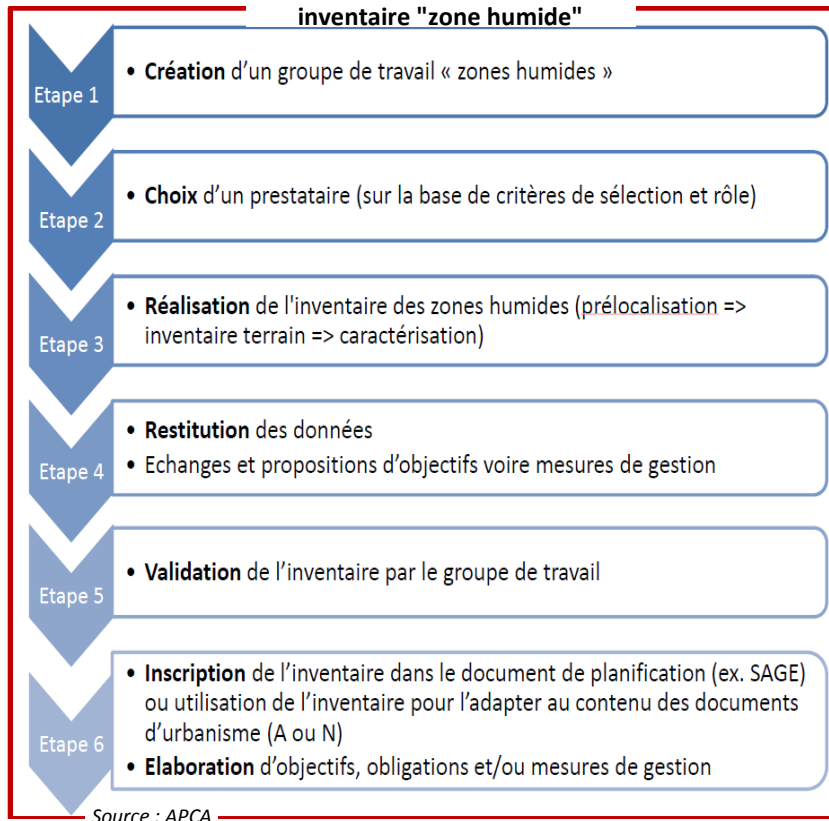 inventaire "zone humide"
Etape 1
• Création d’un groupe de travail « zones humides »
Etape 2
• Choix d’un prestataire (sur la base de critères de sélection et rôle)
Etape 3
• Réalisation de l'inventaire des zones humides (prélocalisation =>
inventaire terrain => caractérisation)
Etape 4
• Restitution des données
• Echanges et propositions d’objectifs voire mesures de gestion
Etape 5
• Validation de l’inventaire par le groupe de travail
Etape 6
• Inscription de l’inventaire dans le document de planification (ex. SAGE)
ou utilisation de l’inventaire pour l’adapter au contenu des documents
d’urbanisme (A ou N)
• Elaboration d’objectifs, obligations et/ou mesures de gestion
Source : APCA